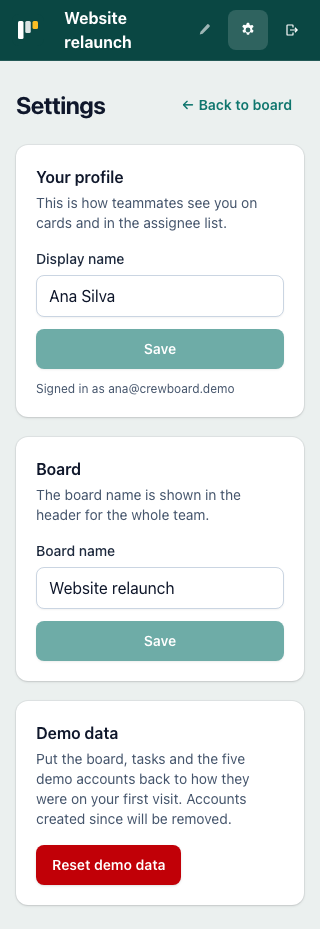 Website
relaunch
Settings
← Back to board
Your profile
This is how teammates see you on
cards and in the assignee list.
Display name
Ana Silva
Save
Signed in as ana@crewboard.demo
Board
The board name is shown in the
header for the whole team.
Board name
Website relaunch
Save
Demo data
Put the board, tasks and the five
demo accounts back to how they
were on your first visit. Accounts
created since will be removed.
Reset demo data